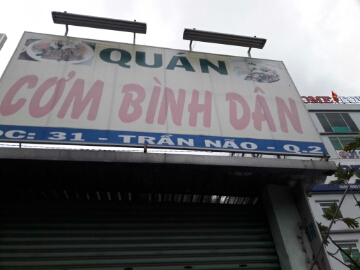 QUÁN
CƠM BÌNH DÂN
ĐC: 31 - TRẦN NÃO - Q.2